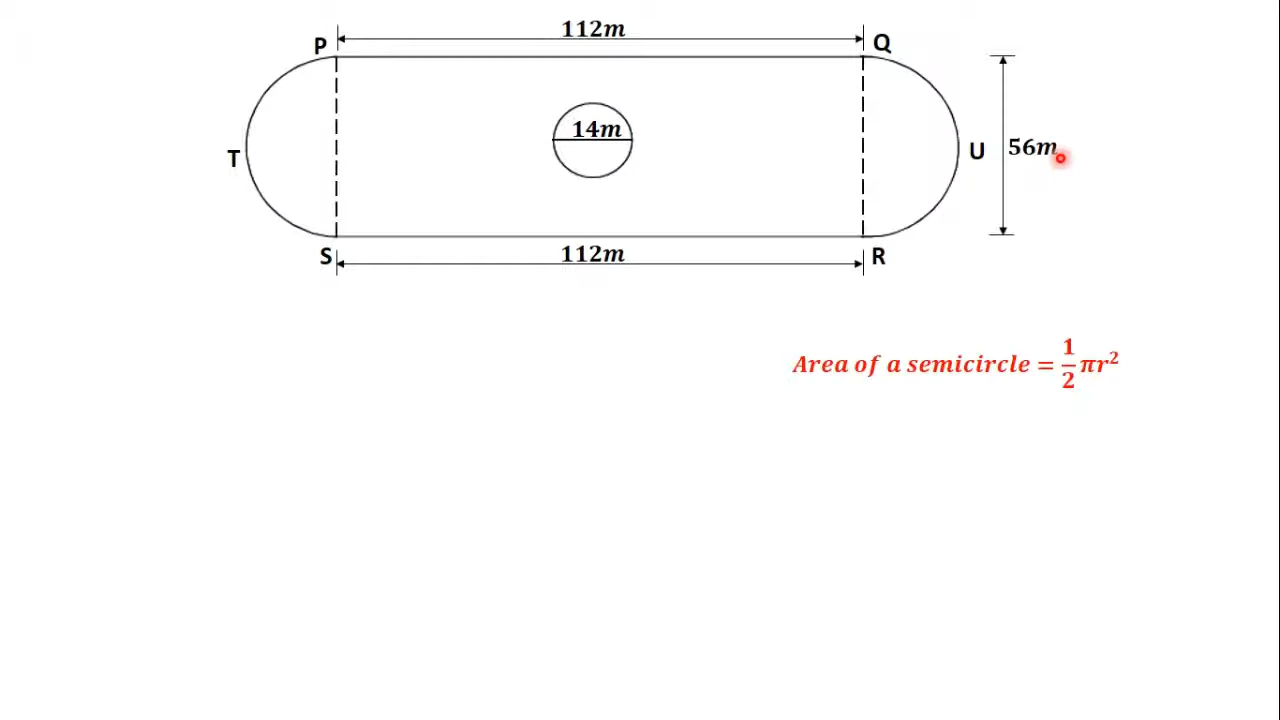 112m
P
Q
14m
T
U
56m
S
112m
R
Area of a semicircle = 1/2 πr²